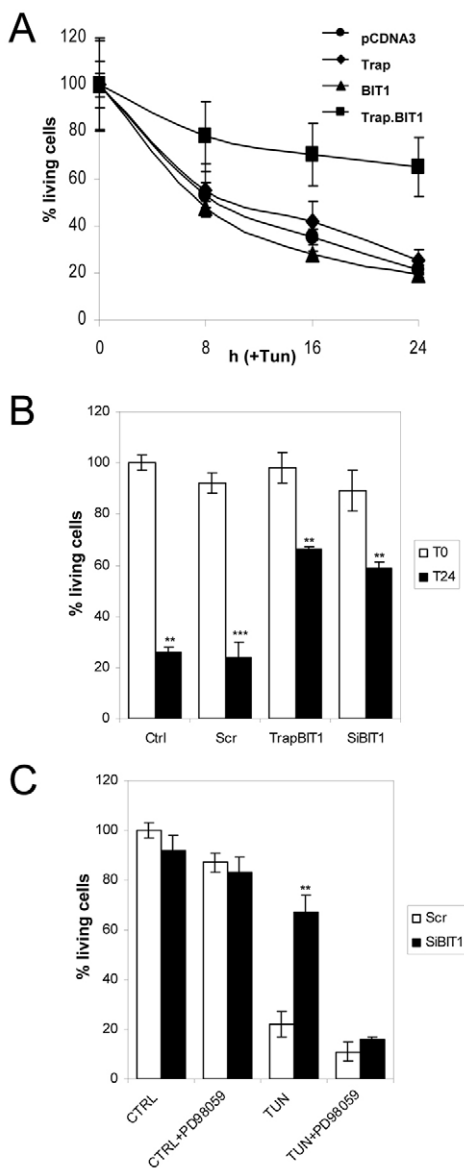 A
120
100
80
60
40
20
0
% living cells
pCDNA3
Trap
BIT1
Trap.BIT1
0 8 16 24
h (+Tun)
B
120
100
80
60
40
20
0
% living cells
** *** ** **
Ctrl Scr TrapBIT1 SiBIT1
T0
T24
C
120
100
80
60
40
20
0
% living cells
**
CTRL CTRL+PD98059 TUN TUN+PD98059
Scr
SiBIT1